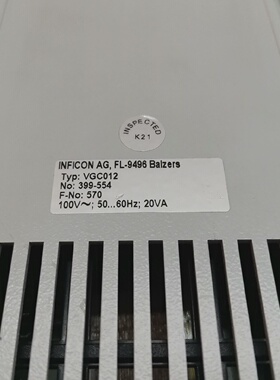 INSPECTED
K21
INFICON AG, FL-9496 Balzers
Typ: VGC012
No: 399-554
F-No: 570
100V~; 50...60Hz; 20VA